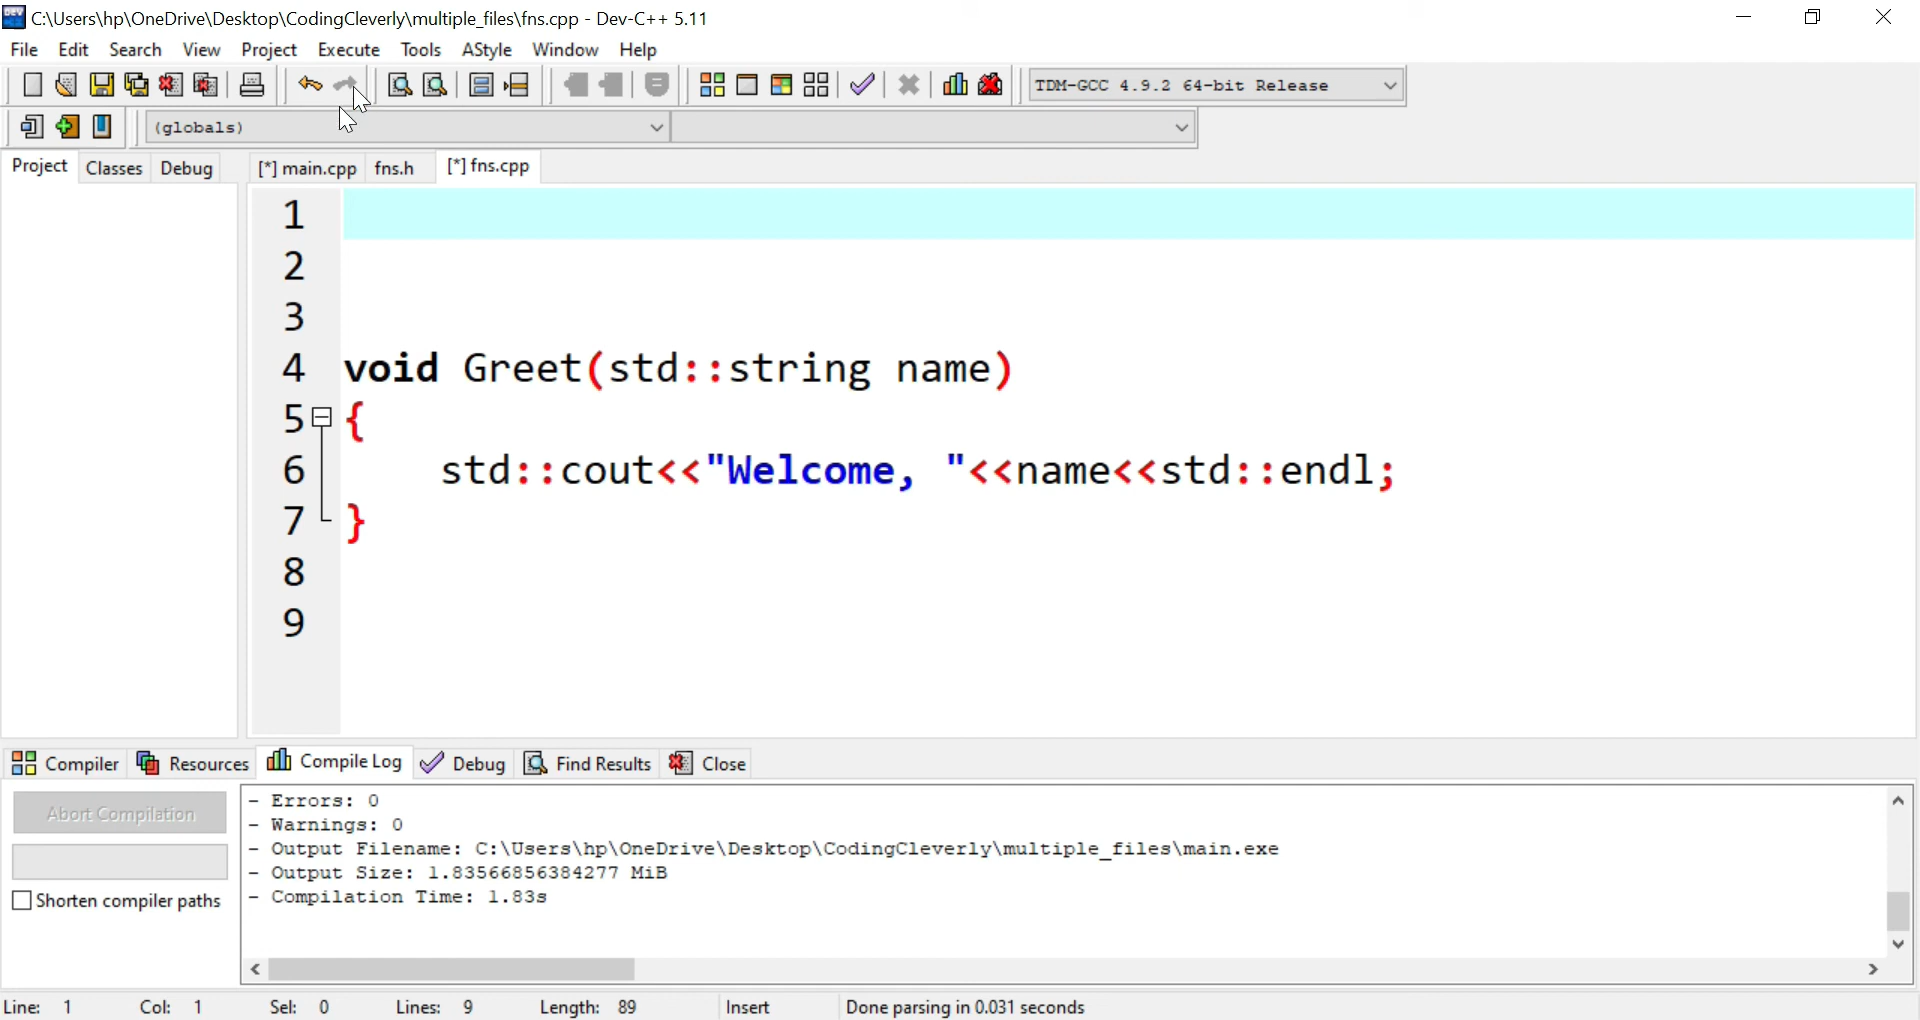 C:\Users\hp\OneDrive\Desktop\CodingCleverly\multiple_files\fns.cpp - Dev-C++ 5.11
File Edit Search View Project Execute Tools AStyle Window Help
TDM-GCC 4.9.2 64-bit Release
(globals)
Project Classes Debug [*] main.cpp fns.h [*] fns.cpp
1
2
3
4 void Greet(std::string name)
5 {
6 std::cout<<"Welcome, "<<name<<std::endl;
7 }
8
9
Compiler Resources Compile Log Debug Find Results Close
Abort Compilation
Shorten compiler paths
- Errors: 0
- Warnings: 0
- Output Filename: C:\Users\hp\OneDrive\Desktop\CodingCleverly\multiple_files\main.exe
- Output Size: 1.83566856384277 MiB
- Compilation Time: 1.83s
Line: 1 Col: 1 Sel: 0 Lines: 9 Length: 89 Insert Done parsing in 0.031 seconds